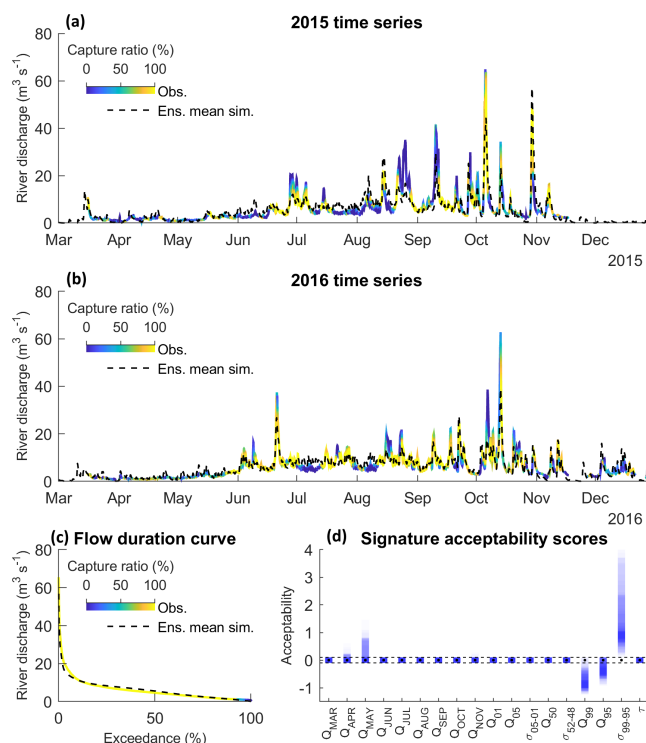 (a) 2015 time series
Capture ratio (%)
0 50 100
Obs.
Ens. mean sim.
River discharge (m³ s⁻¹)
80
60
40
20
0
Mar Apr May Jun Jul Aug Sep Oct Nov Dec
2015
(b) 2016 time series
Capture ratio (%)
0 50 100
Obs.
Ens. mean sim.
River discharge (m³ s⁻¹)
80
60
40
20
0
Mar Apr May Jun Jul Aug Sep Oct Nov Dec
2016
(c) Flow duration curve
Capture ratio (%)
0 50 100
Obs.
Ens. mean sim.
River discharge (m³ s⁻¹)
80
60
40
20
0
0 50 100
Exceedance (%)
(d) Signature acceptability scores
Acceptability
4
3
2
1
0
-1
Q_MAR Q_APR Q_MAY Q_JUN Q_JUL Q_AUG Q_SEP Q_OCT Q_NOV Q_01 Q_05 σ_05-01 Q_50 σ_52-48 Q_99 Q_95 σ_99-95 τ